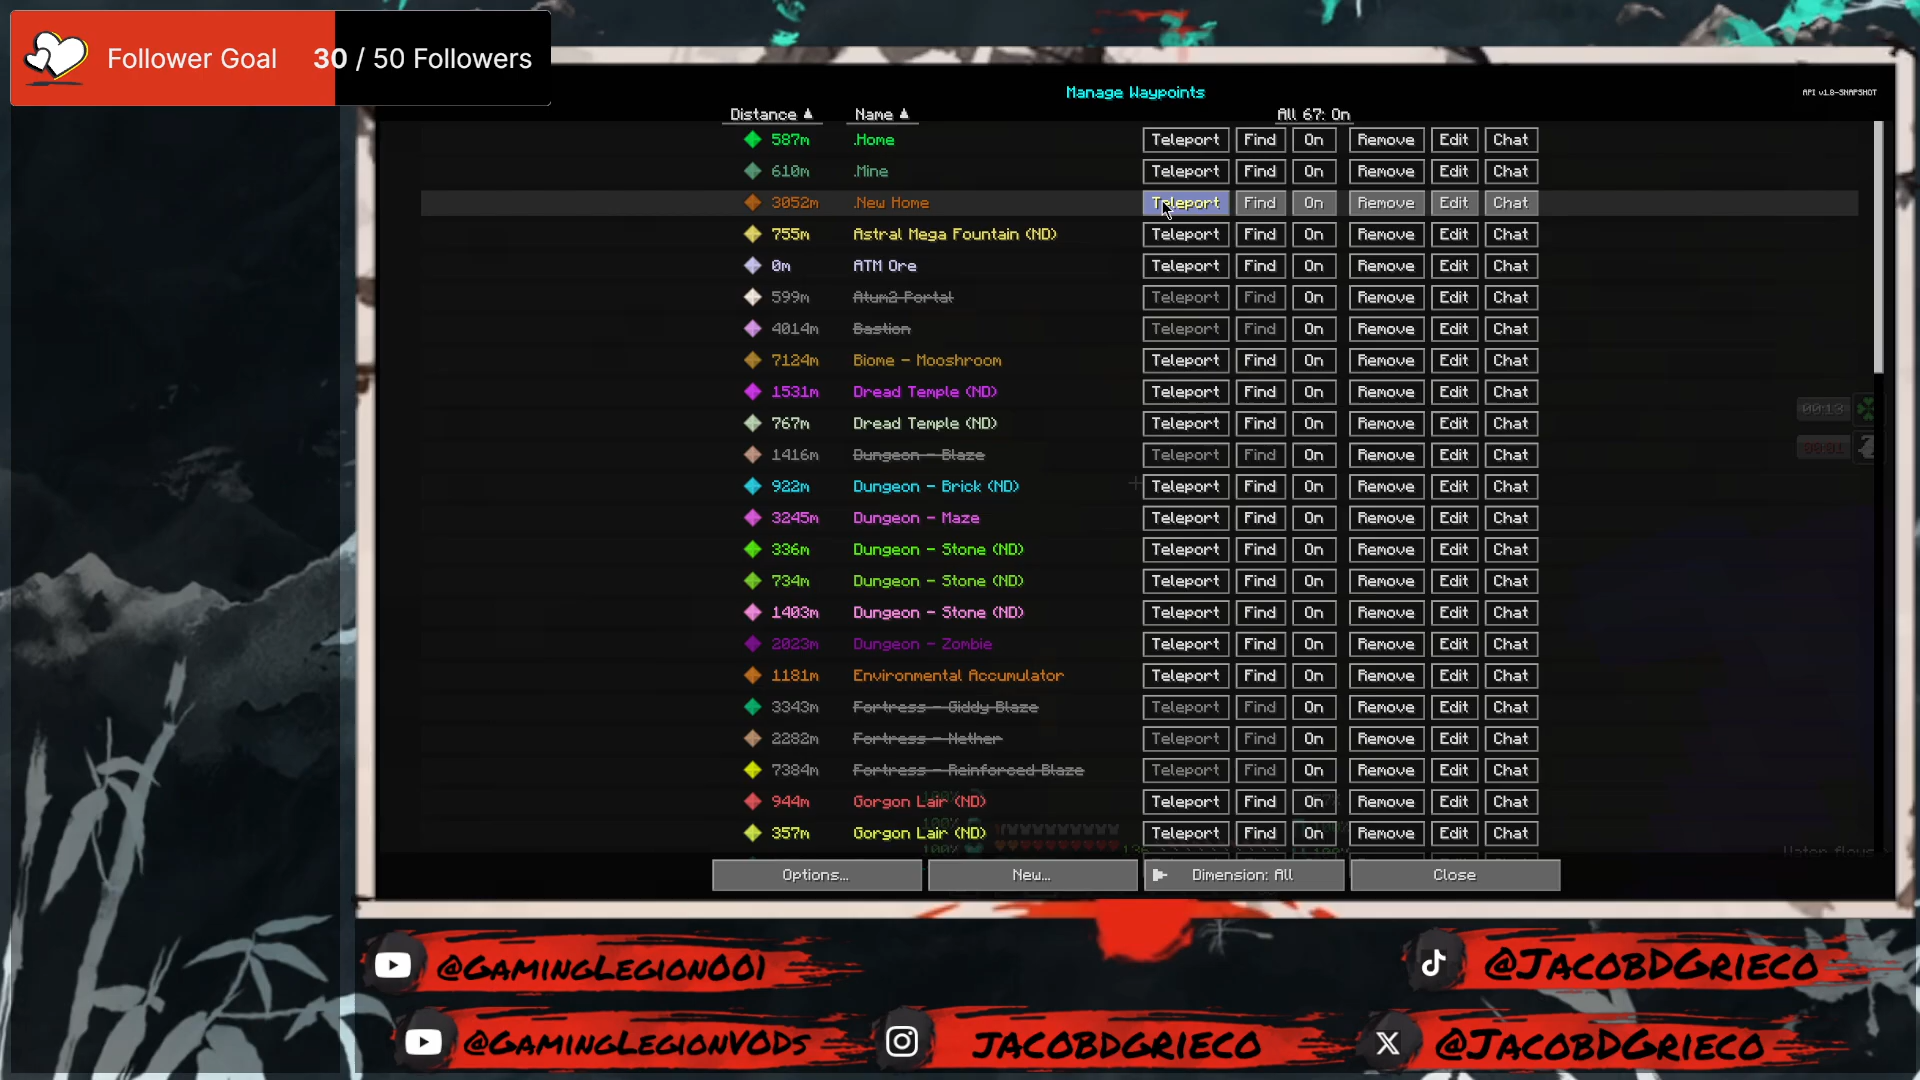 Follower Goal 30 / 50 Followers
Manage Waypoints
API v1.8-SNAPSHOT
Distance ▲ Name ▲ All 67: On
587m .Home Teleport Find On Remove Edit Chat
610m .Mine Teleport Find On Remove Edit Chat
3052m .New Home Teleport Find On Remove Edit Chat
755m Astral Mega Fountain (ND) Teleport Find On Remove Edit Chat
0m ATM Ore Teleport Find On Remove Edit Chat
599m Atum2 Portal Teleport Find On Remove Edit Chat
4014m Bastion Teleport Find On Remove Edit Chat
7124m Biome - Mooshroom Teleport Find On Remove Edit Chat
1531m Dread Temple (ND) Teleport Find On Remove Edit Chat
767m Dread Temple (ND) Teleport Find On Remove Edit Chat
00:13
1416m Dungeon - Blaze Teleport Find On Remove Edit Chat
922m Dungeon - Brick (ND) Teleport Find On Remove Edit Chat
3245m Dungeon - Maze Teleport Find On Remove Edit Chat
336m Dungeon - Stone (ND) Teleport Find On Remove Edit Chat
734m Dungeon - Stone (ND) Teleport Find On Remove Edit Chat
1403m Dungeon - Stone (ND) Teleport Find On Remove Edit Chat
2023m Dungeon - Zombie Teleport Find On Remove Edit Chat
1181m Environmental Accumulator Teleport Find On Remove Edit Chat
3343m Fortress - Giddy Blaze Teleport Find On Remove Edit Chat
2282m Fortress - Nether Teleport Find On Remove Edit Chat
7384m Fortress - Reinforced Blaze Teleport Find On Remove Edit Chat
944m Gorgon Lair (ND) Teleport Find On Remove Edit Chat
357m Gorgon Lair (ND) Teleport Find On Remove Edit Chat
100%
100%
Water flows
Options... New... Dimension: All Close
@GamingLegion001 @JacobDGrieco
@GamingLegionVODs JacobDGrieco @JacobDGrieco